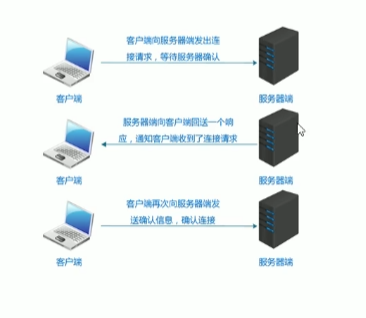 客户端向服务器端发出连
接请求，等待服务器确认
客户端
服务器端
服务器端向客户端回送一个响
应，通知客户端收到了连接请求
客户端
服务器端
客户端再次向服务器端发
送确认信息，确认连接
客户端
服务器端